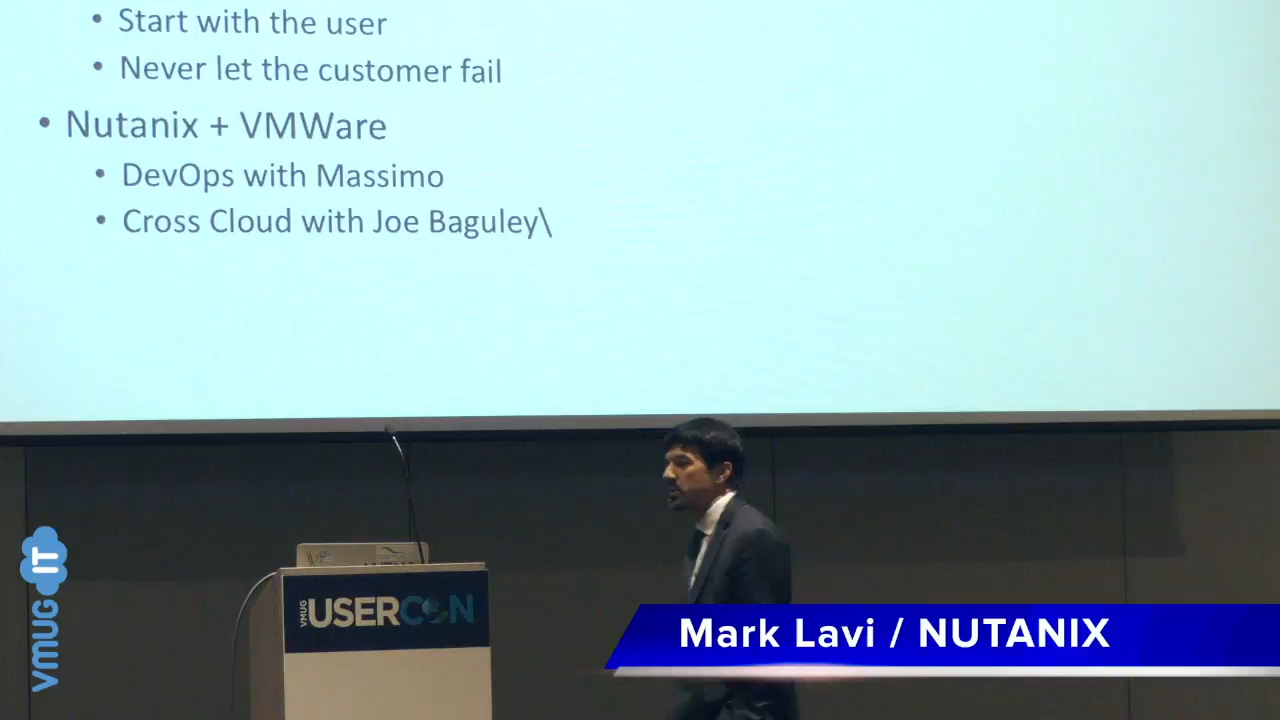 • Start with the user
• Never let the customer fail
• Nutanix + VMWare
• DevOps with Massimo
• Cross Cloud with Joe Baguley\
VMUG USERCON
Mark Lavi / NUTANIX
vmug IT